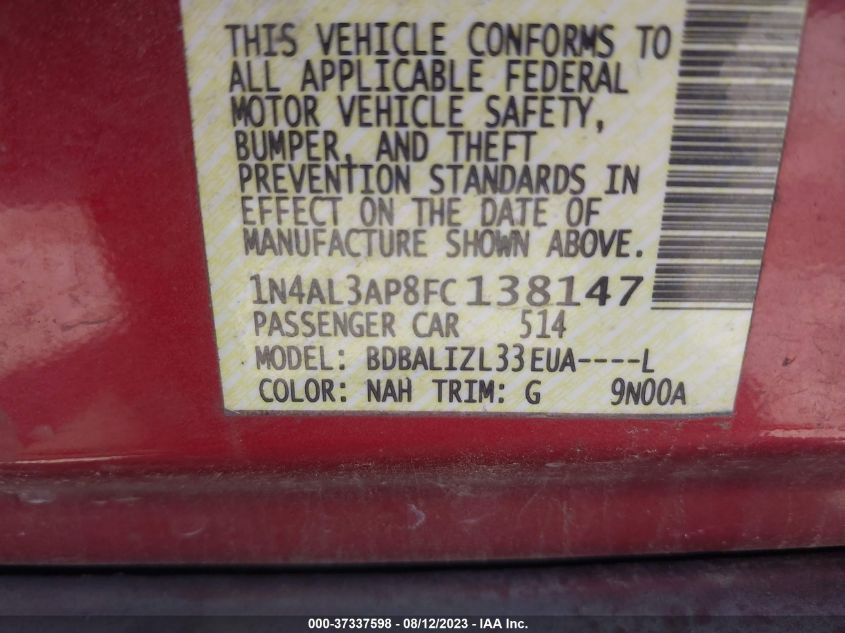 THIS VEHICLE CONFORMS TO
ALL APPLICABLE FEDERAL
MOTOR VEHICLE SAFETY,
BUMPER, AND THEFT
PREVENTION STANDARDS IN
EFFECT ON THE DATE OF
MANUFACTURE SHOWN ABOVE.
1N4AL3AP8FC138147
PASSENGER CAR 514
MODEL: BDBALIZL33EUA----L
COLOR: NAH TRIM: G 9N00A
000-37337598 - 08/12/2023 - IAA Inc.